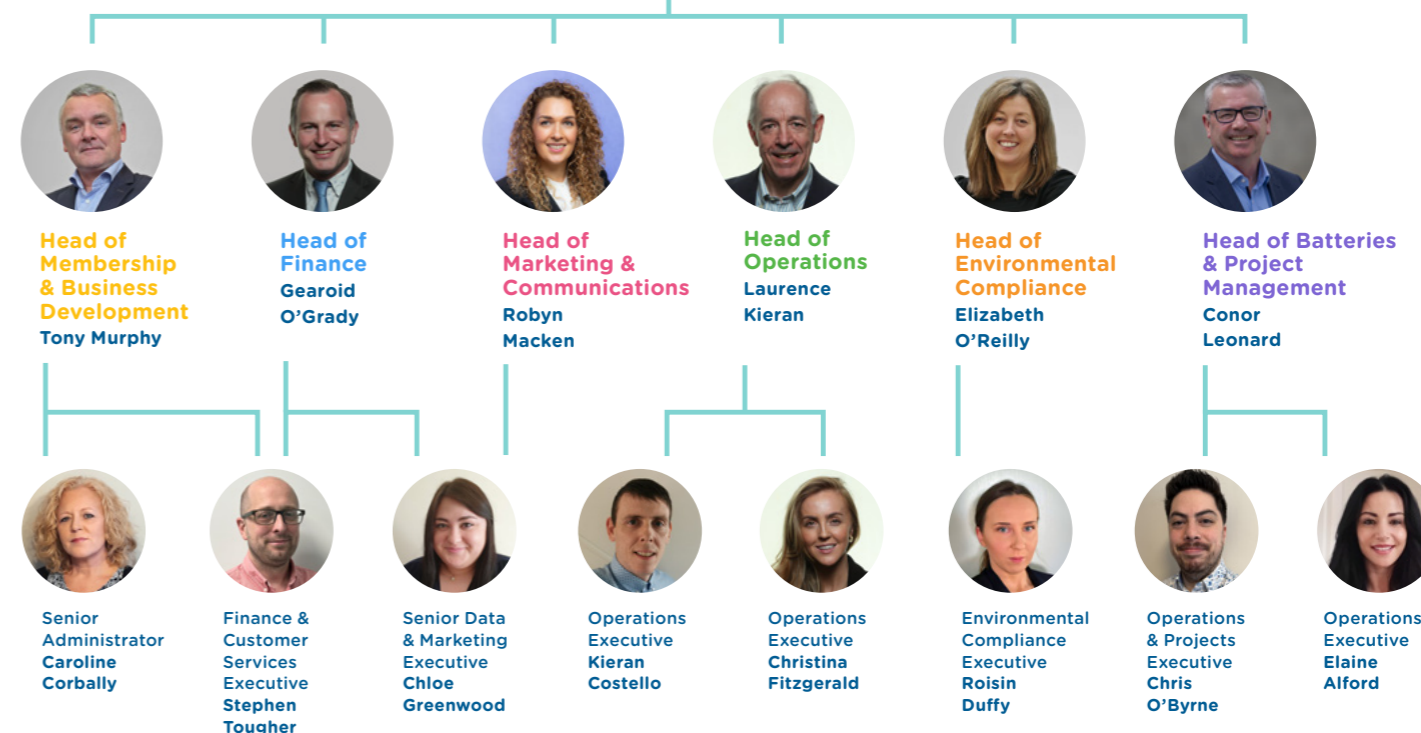 Head of
Membership
& Business
Development
Tony Murphy
Head of
Finance
Gearoid
O'Grady
Head of
Marketing &
Communications
Robyn
Macken
Head of
Operations
Laurence
Kieran
Head of
Environmental
Compliance
Elizabeth
O'Reilly
Head of Batteries
& Project
Management
Conor
Leonard
Senior
Administrator
Caroline
Corbally
Finance &
Customer
Services
Executive
Stephen
Tougher
Senior Data
& Marketing
Executive
Chloe
Greenwood
Operations
Executive
Kieran
Costello
Operations
Executive
Christina
Fitzgerald
Environmental
Compliance
Executive
Roisin
Duffy
Operations
& Projects
Executive
Chris
O'Byrne
Operations
Executive
Elaine
Alford